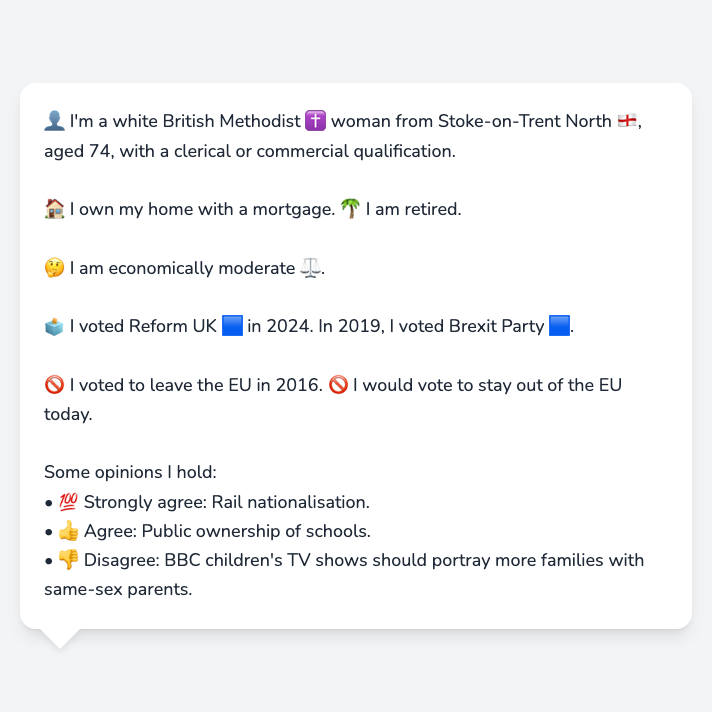 👤 I'm a white British Methodist ✝️ woman from Stoke-on-Trent North 🏴󠁧󠁢󠁥󠁮󠁧󠁿,
aged 74, with a clerical or commercial qualification.
🏠 I own my home with a mortgage. 🌴 I am retired.
🤔 I am economically moderate ⚖️.
🗳️ I voted Reform UK 🟦 in 2024. In 2019, I voted Brexit Party 🟦.
🚫 I voted to leave the EU in 2016. 🚫 I would vote to stay out of the EU
today.
Some opinions I hold:
• 💯 Strongly agree: Rail nationalisation.
• 👍 Agree: Public ownership of schools.
• 👎 Disagree: BBC children's TV shows should portray more families with
same-sex parents.